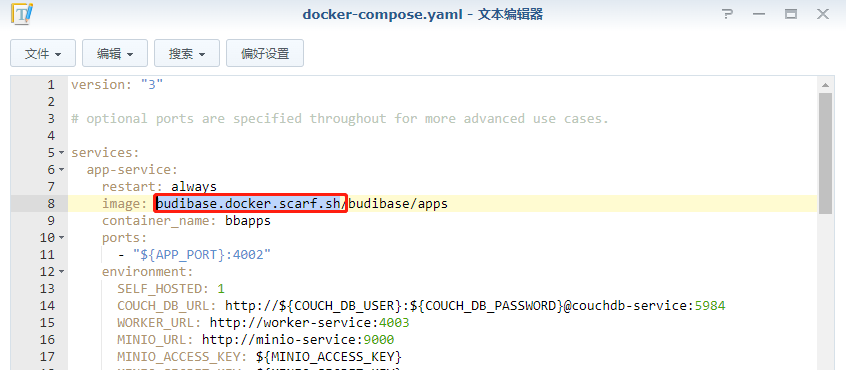 docker-compose.yaml - 文本编辑器
文件 编辑 搜索 偏好设置
1 version: "3"
2
3 # optional ports are specified throughout for more advanced use cases.
4
5 services:
6 app-service:
7 restart: always
8 image: budibase.docker.scarf.sh/budibase/apps
9 container_name: bbapps
10 ports:
11 - "${APP_PORT}:4002"
12 environment:
13 SELF_HOSTED: 1
14 COUCH_DB_URL: http://${COUCH_DB_USER}:${COUCH_DB_PASSWORD}@couchdb-service:5984
15 WORKER_URL: http://worker-service:4003
16 MINIO_URL: http://minio-service:9000
17 MINIO_ACCESS_KEY: ${MINIO_ACCESS_KEY}